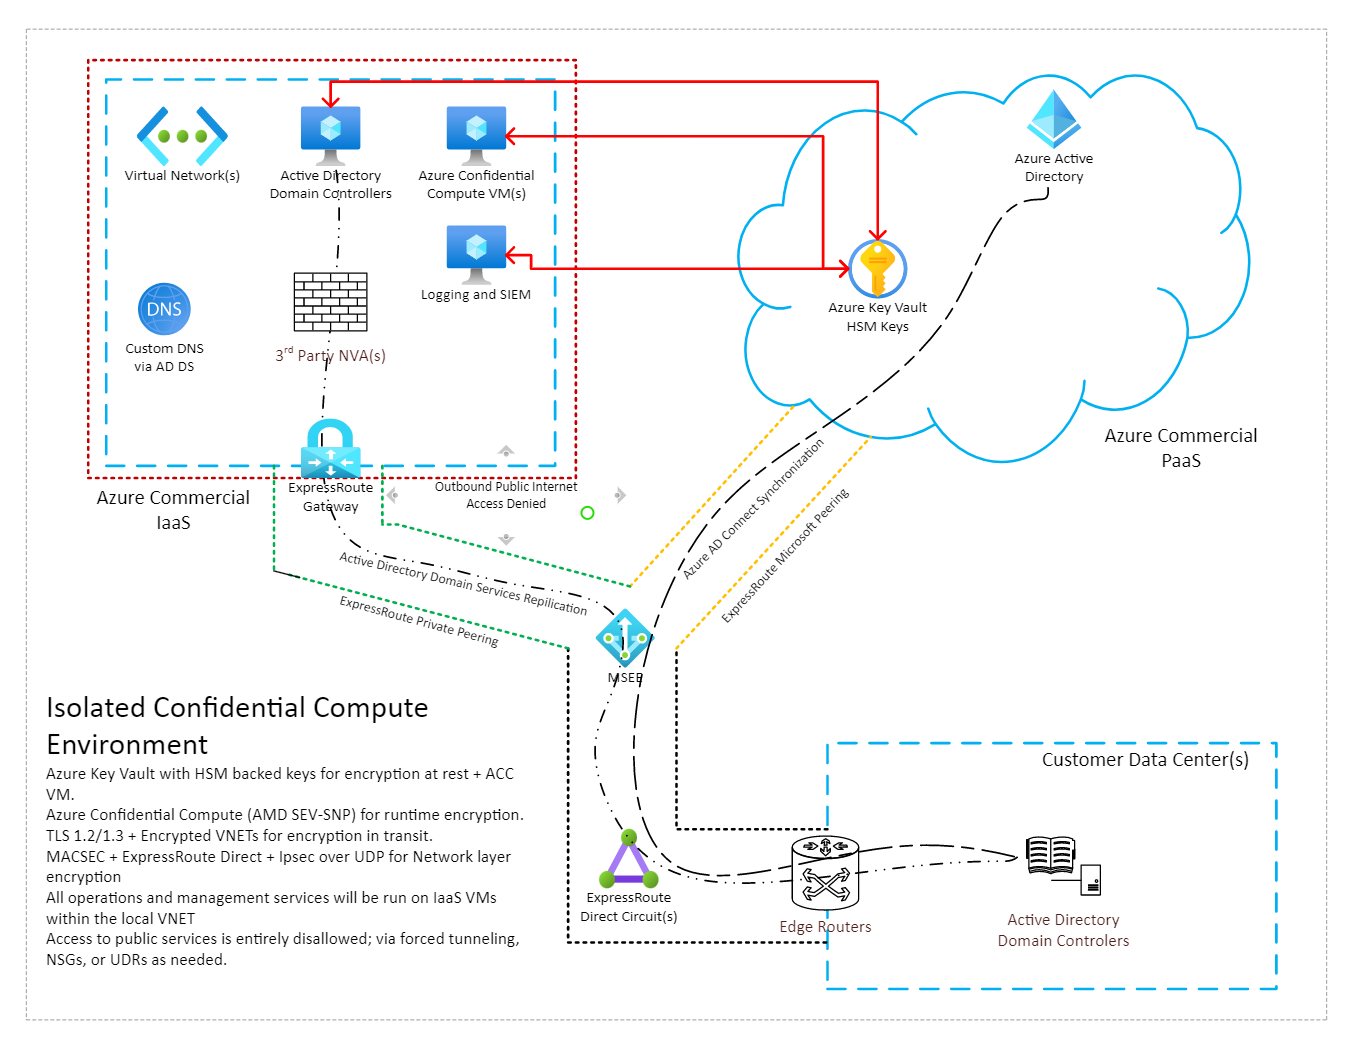 Virtual Network(s)
Active Directory
Domain Controllers
Azure Confidential
Compute VM(s)
Logging and SIEM
DNS
Custom DNS
via AD DS
3rd Party NVA(s)
ExpressRoute
Gateway
Azure Commercial
IaaS
Outbound Public Internet
Access Denied
Azure Active
Directory
Azure Key Vault
HSM Keys
Azure Commercial
PaaS
Azure AD Connect Synchronization
ExpressRoute Microsoft Peering
Active Directory Domain Services Repilication
ExpressRoute Private Peering
MSEE
Isolated Confidential Compute
Environment
Azure Key Vault with HSM backed keys for encryption at rest + ACC
VM.
Azure Confidential Compute (AMD SEV-SNP) for runtime encryption.
TLS 1.2/1.3 + Encrypted VNETs for encryption in transit.
MACSEC + ExpressRoute Direct + Ipsec over UDP for Network layer
encryption
All operations and management services will be run on IaaS VMs
within the local VNET
Access to public services is entirely disallowed; via forced tunneling,
NSGs, or UDRs as needed.
ExpressRoute
Direct Circuit(s)
Customer Data Center(s)
Edge Routers
Active Directory
Domain Controlers